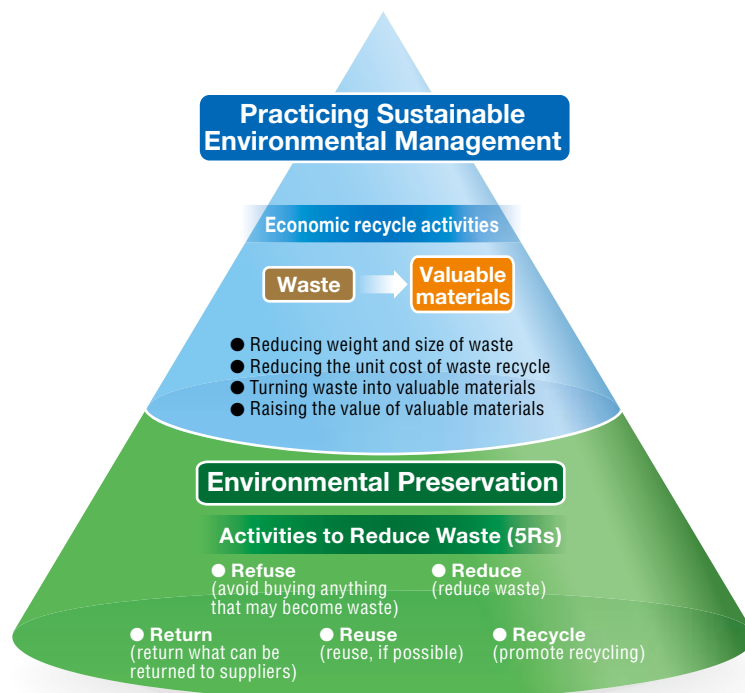 Practicing Sustainable
Environmental Management
Economic recycle activities
Waste
Valuable
materials
● Reducing weight and size of waste
● Reducing the unit cost of waste recycle
● Turning waste into valuable materials
● Raising the value of valuable materials
Environmental Preservation
Activities to Reduce Waste (5Rs)
● Refuse
(avoid buying anything
that may become waste)
● Reduce
(reduce waste)
● Return
(return what can be
returned to suppliers)
● Reuse
(reuse, if possible)
● Recycle
(promote recycling)